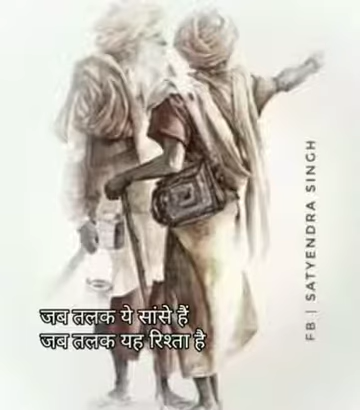 जब तलक ये सांसे हैं
जब तलक यह रिश्ता है
FB | SATYENDRA SINGH